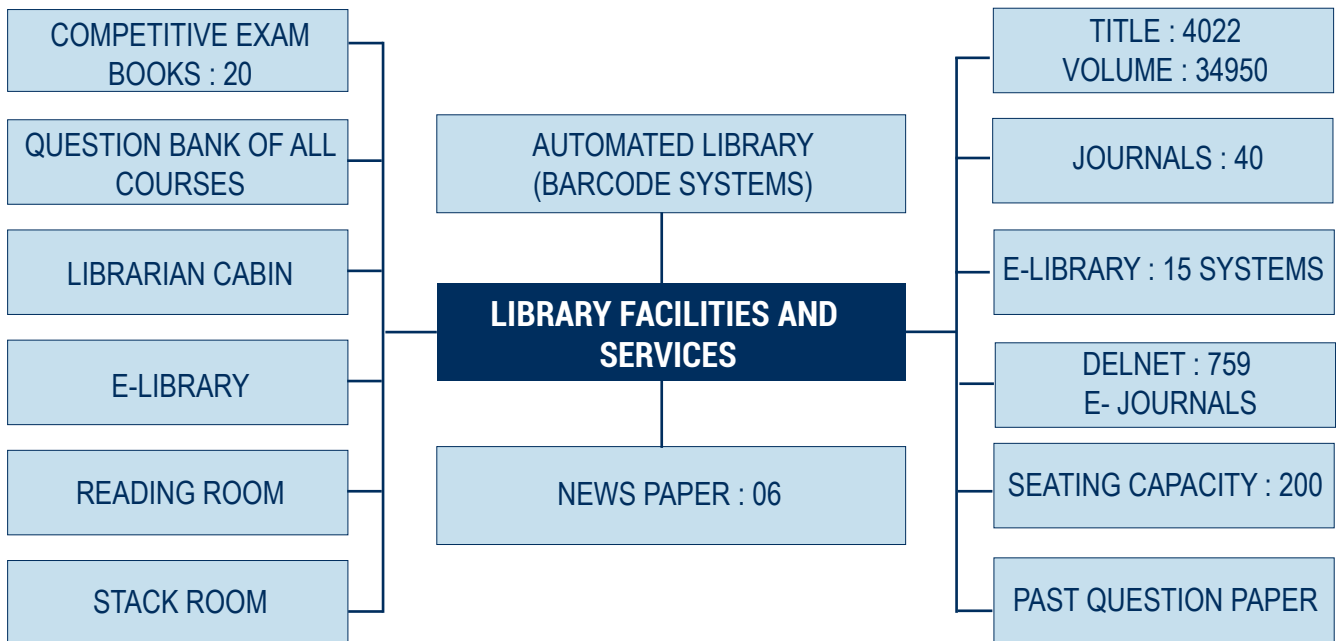 COMPETITIVE EXAM
BOOKS : 20
QUESTION BANK OF ALL
COURSES
LIBRARIAN CABIN
E-LIBRARY
READING ROOM
STACK ROOM
AUTOMATED LIBRARY
(BARCODE SYSTEMS)
LIBRARY FACILITIES AND
SERVICES
NEWS PAPER : 06
TITLE : 4022
VOLUME : 34950
JOURNALS : 40
E-LIBRARY : 15 SYSTEMS
DELNET : 759
E- JOURNALS
SEATING CAPACITY : 200
PAST QUESTION PAPER